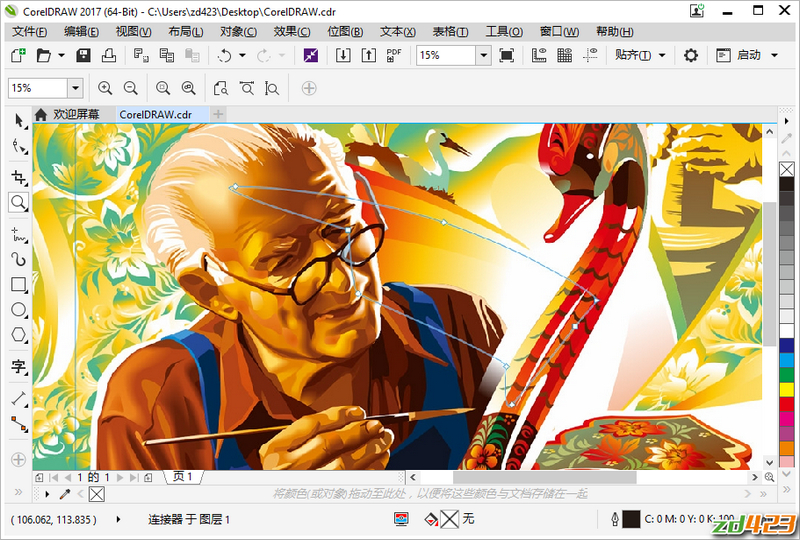 CorelDRAW 2017 (64-Bit) - C:\Users\zd423\Desktop\CorelDRAW.cdr
文件(F) 编辑(E) 视图(V) 布局(L) 对象(C) 效果(C) 位图(B) 文本(X) 表格(T) 工具(O) 窗口(W) 帮助(H)
PDF 15% 贴齐(T) 启动
15%
欢迎屏幕 CorelDRAW.cdr
字
1 的 1 页 1
将颜色(或对象)拖动至此处，以便将这些颜色与文档存储在一起
( 106.062, 113.835 ) 连接器 于 图层 1 无 C: 0 M: 0 Y: 0 K: 100
zd423